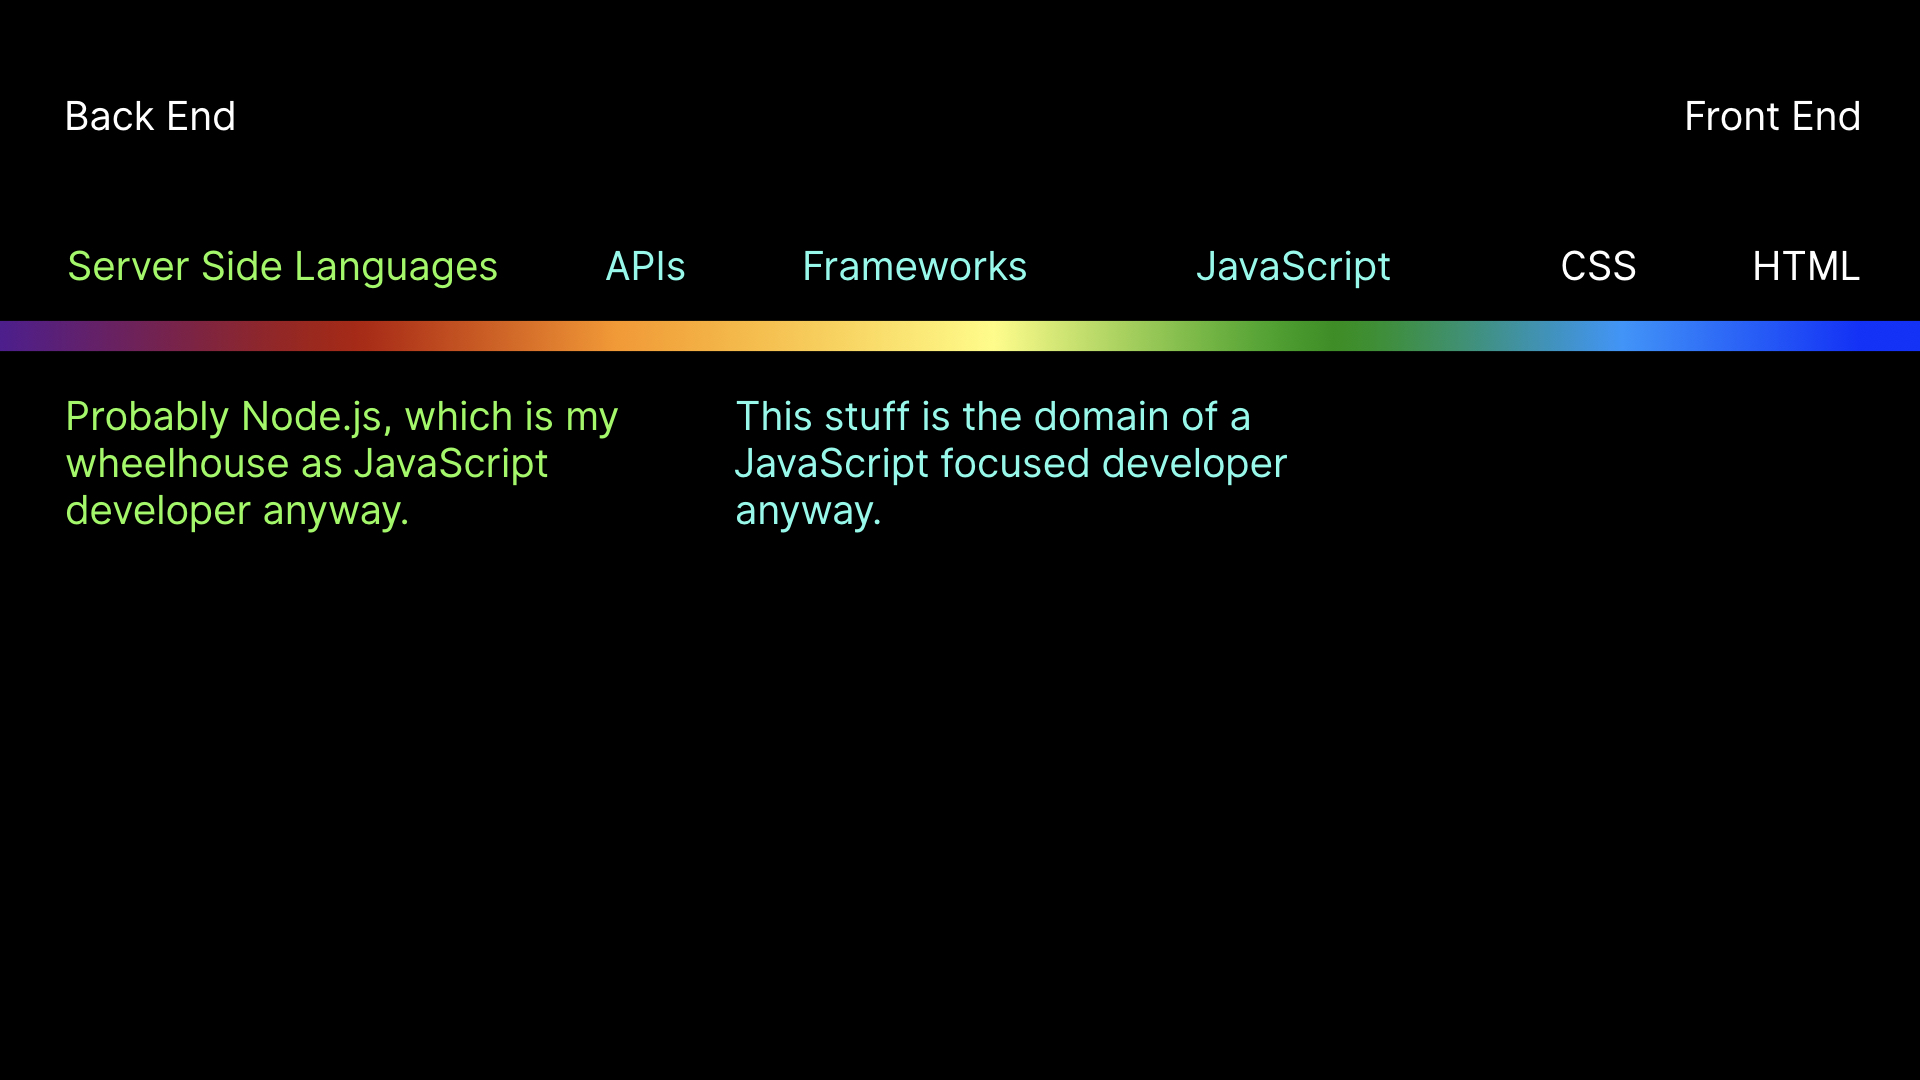 Back End
Front End
Server Side Languages
APIs
Frameworks
JavaScript
CSS
HTML
Probably Node.js, which is my
wheelhouse as JavaScript
developer anyway.
This stuff is the domain of a
JavaScript focused developer
anyway.